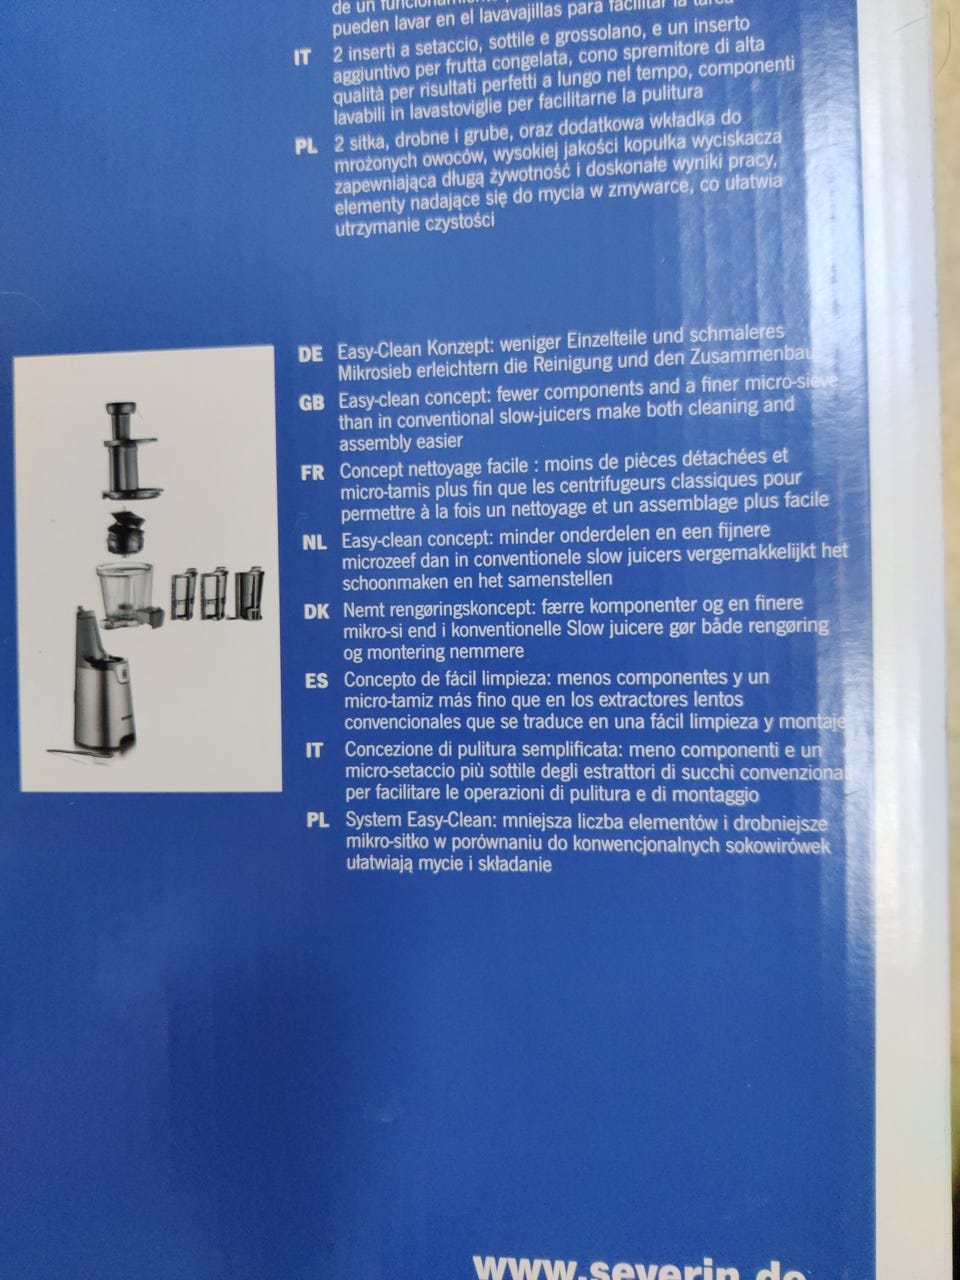 de un funcionamiento
pueden lavar en el lavavajillas para facilitar la tarea
IT 2 inserti a setaccio, sottile e grossolano, e un inserto
aggiuntivo per frutta congelata, cono spremitore di alta
qualità per risultati perfetti a lungo nel tempo, componenti
lavabili in lavastoviglie per facilitarne la pulitura
PL 2 sitka, drobne i grube, oraz dodatkowa wkładka do
mrożonych owoców, wysokiej jakości kopułka wyciskacza
zapewniająca długą żywotność i doskonałe wyniki pracy,
elementy nadające się do mycia w zmywarce, co ułatwia
utrzymanie czystości
DE Easy-Clean Konzept: weniger Einzelteile und schmaleres
Mikrosieb erleichtern die Reinigung und den Zusammenbau
GB Easy-clean concept: fewer components and a finer micro-sieve
than in conventional slow-juicers make both cleaning and
assembly easier
FR Concept nettoyage facile : moins de pièces détachées et
micro-tamis plus fin que les centrifugeurs classiques pour
permettre à la fois un nettoyage et un assemblage plus facile
NL Easy-clean concept: minder onderdelen en een fijnere
microzeef dan in conventionele slow juicers vergemakkelijkt het
schoonmaken en het samenstellen
DK Nemt rengøringskoncept: færre komponenter og en finere
mikro-si end i konventionelle Slow juicere gør både rengøring
og montering nemmere
ES Concepto de fácil limpieza: menos componentes y un
micro-tamiz más fino que en los extractores lentos
convencionales que se traduce en una fácil limpieza y montaje
IT Concezione di pulitura semplificata: meno componenti e un
micro-setaccio più sottile degli estrattori di succhi convenzionali
per facilitare le operazioni di pulitura e di montaggio
PL System Easy-Clean: mniejsza liczba elementów i drobniejsze
mikro-sitko w porównaniu do konwencjonalnych sokowirówek
ułatwiają mycie i składanie
www.severin.de